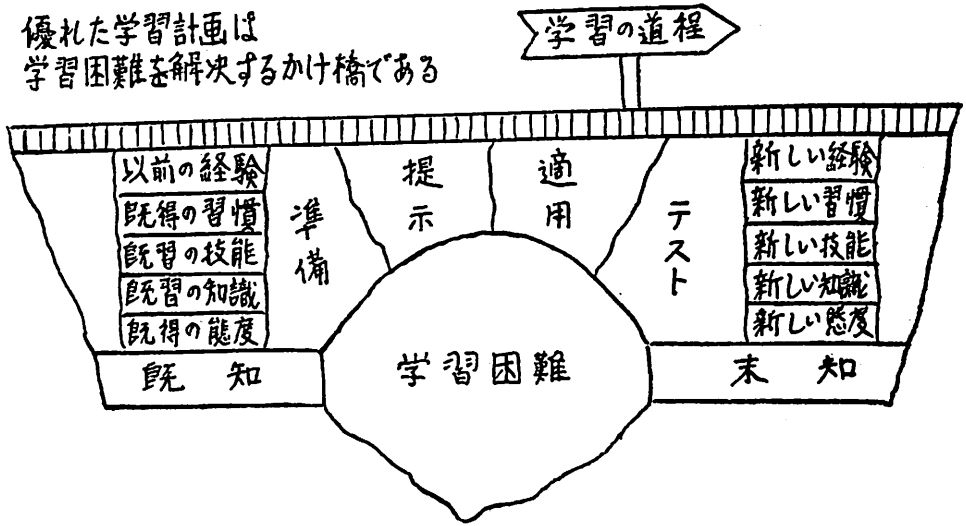 優れた学習計画は
学習困難を解決するかけ橋である
学習の道程
以前の経験
既得の習慣
既習の技能
既習の知識
既得の態度
準備
提示
適用
テスト
新しい経験
新しい習慣
新しい技能
新しい知識
新しい態度
既知
学習困難
未知